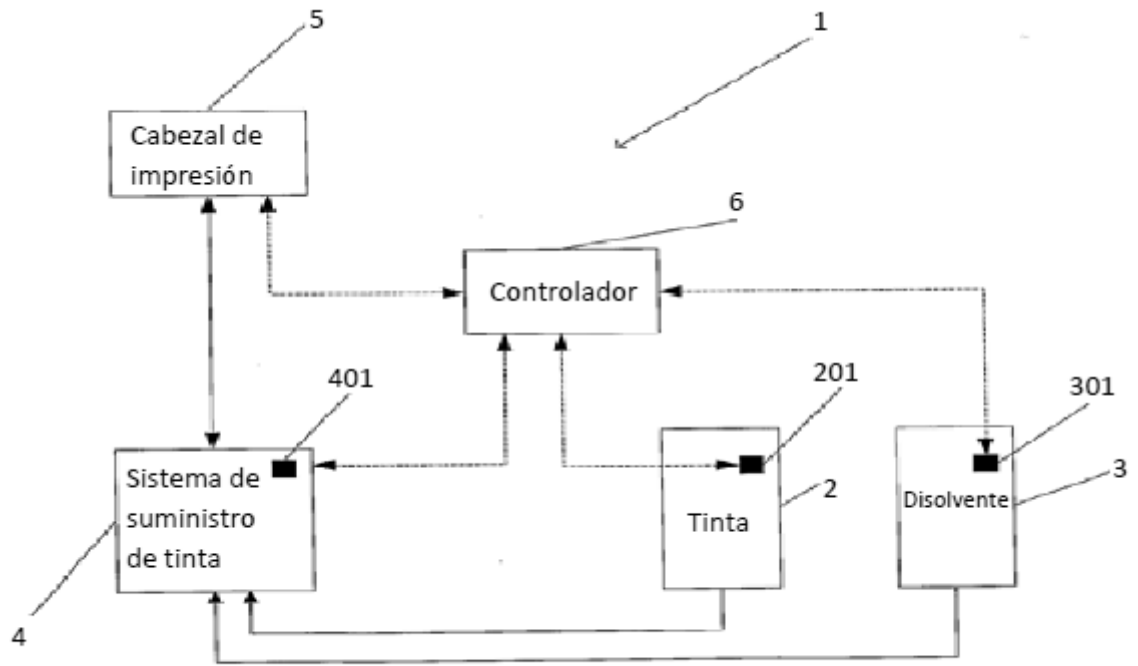 5
1
Cabezal de
impresión
6
Controlador
401
201
301
Sistema de
suministro
de tinta
2
3
Tinta
Disolvente
4